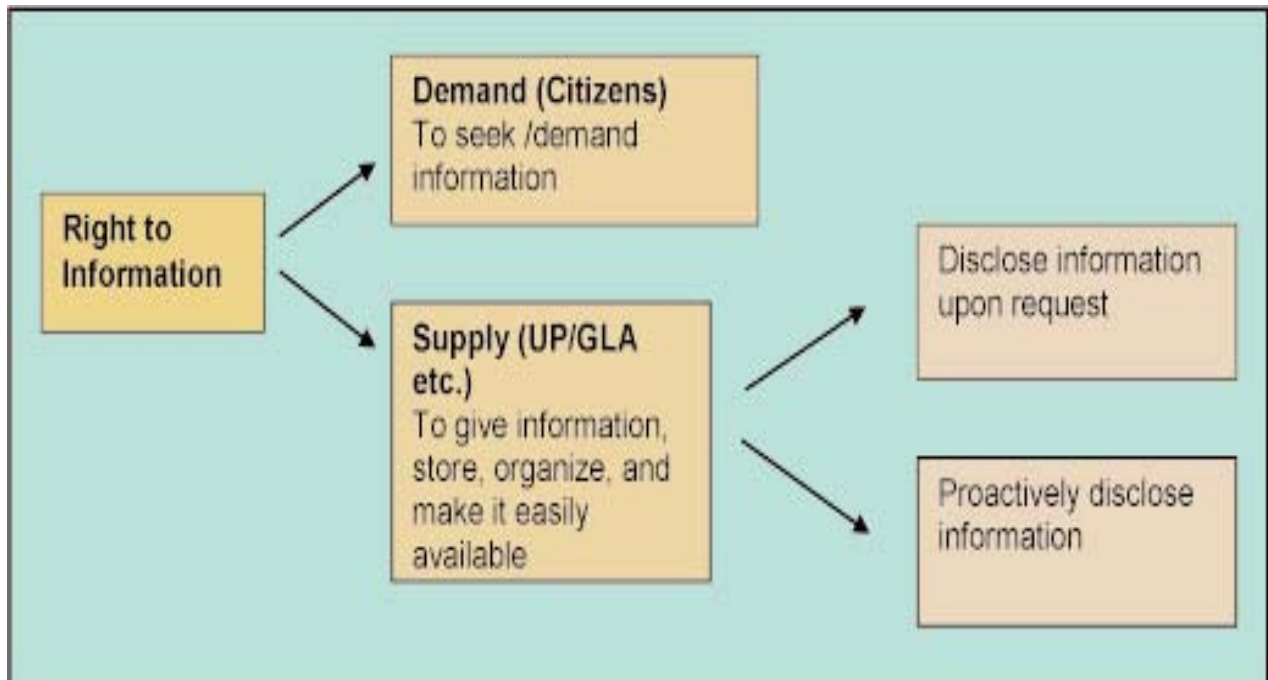 Demand (Citizens)
To seek /demand
information
Right to
Information
Supply (UP/GLA
etc.)
To give information,
store, organize, and
make it easily
available
Disclose information
upon request
Proactively disclose
information